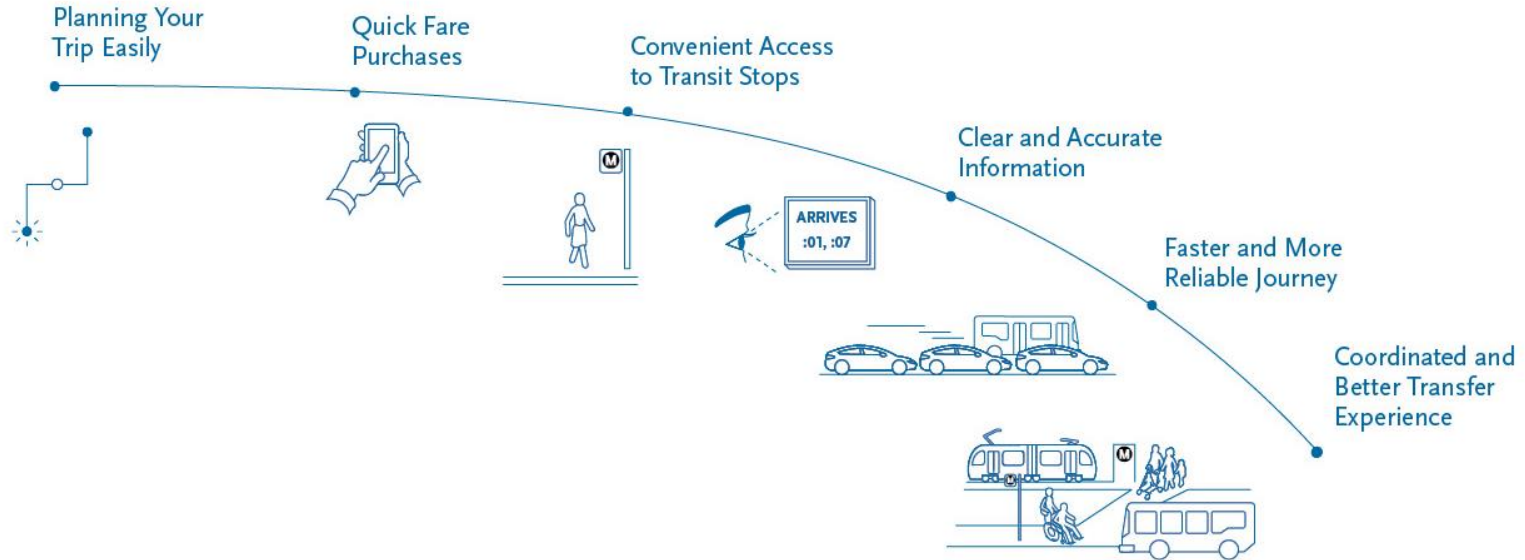 Planning Your
Trip Easily
Quick Fare
Purchases
Convenient Access
to Transit Stops
Clear and Accurate
Information
Faster and More
Reliable Journey
Coordinated and
Better Transfer
Experience
M
ARRIVES
:01, :07
M
M